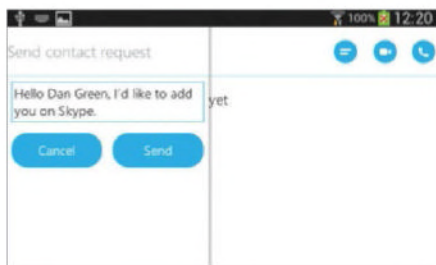 100% 12:20
Send contact request
Hello Dan Green, I'd like to add
you on Skype.
yet
Cancel Send